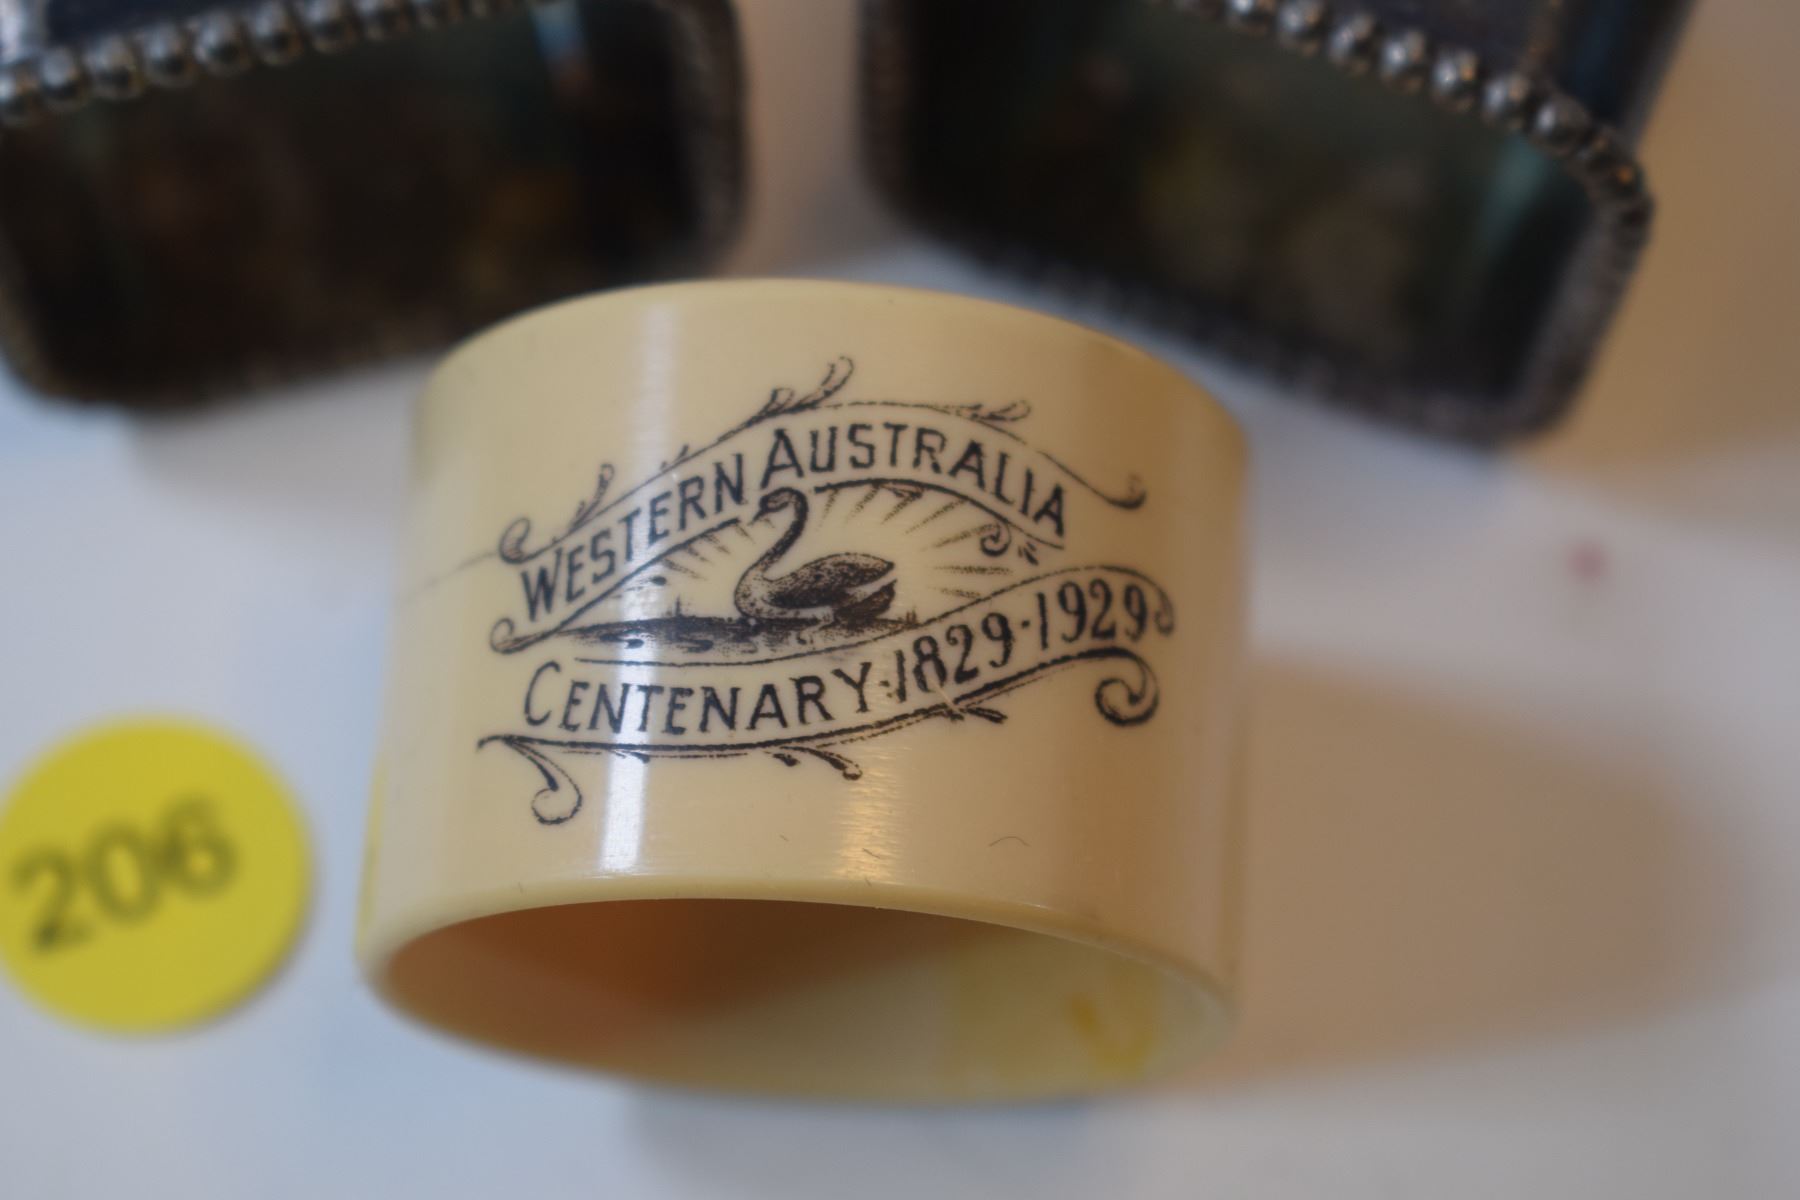 WESTERN AUSTRALIA
CENTENARY·1829·1929
206